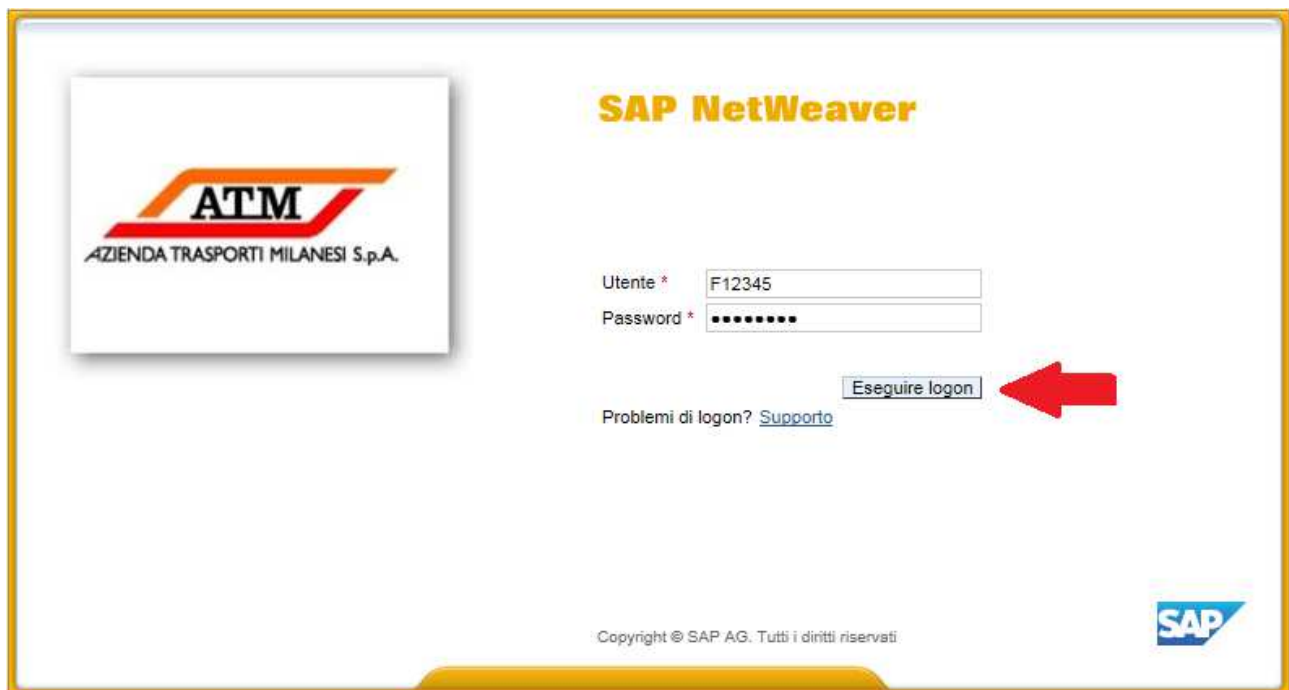 SAP NetWeaver
ATM
AZIENDA TRASPORTI MILANESI S.p.A.
Utente * F12345
Password * ••••••••
Eseguire logon
Problemi di logon? Supporto
Copyright © SAP AG. Tutti i diritti riservati
SAP